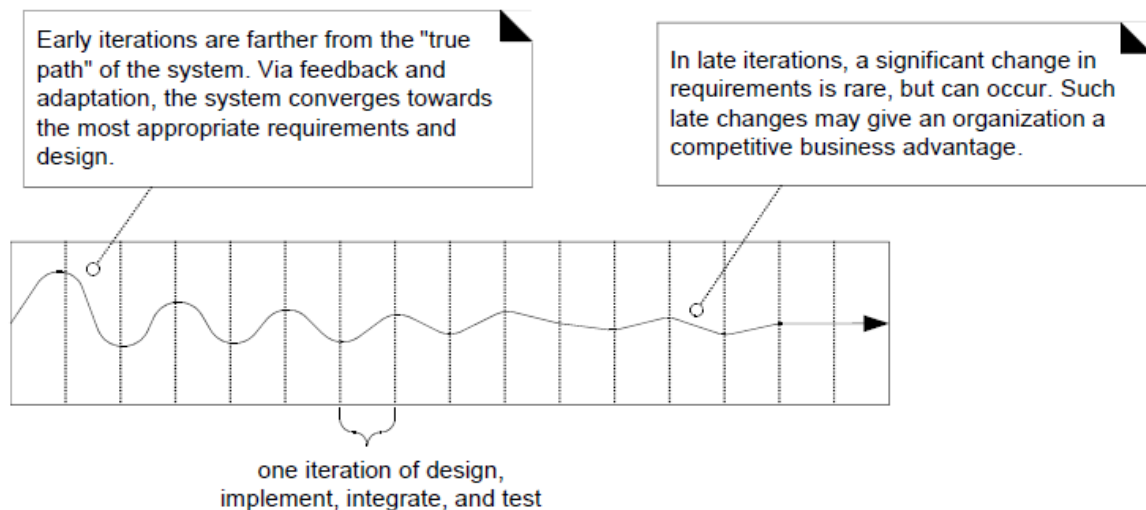 Early iterations are farther from the "true
path" of the system. Via feedback and
adaptation, the system converges towards
the most appropriate requirements and
design.
In late iterations, a significant change in
requirements is rare, but can occur. Such
late changes may give an organization a
competitive business advantage.
one iteration of design,
implement, integrate, and test